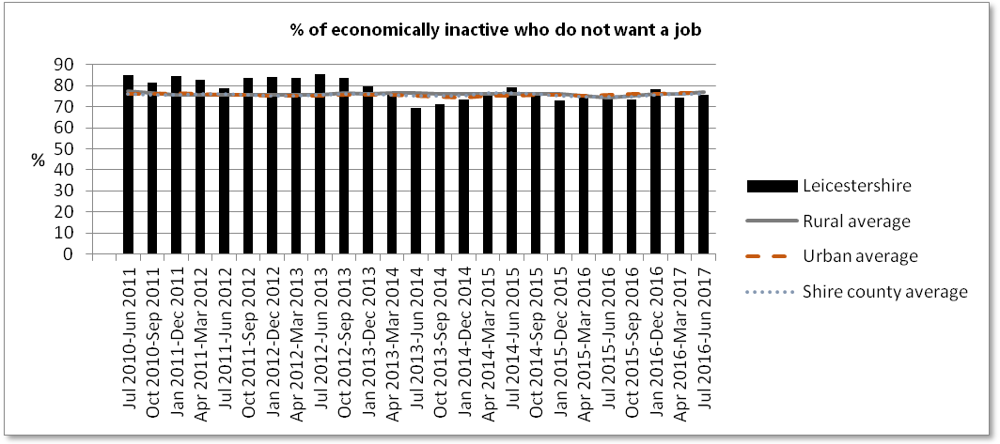 % of economically inactive who do not want a job
90
80
70
60
50
40
30
20
10
0
%
Jul 2010-Jun 2011
Oct 2010-Sep 2011
Jan 2011-Dec 2011
Apr 2011-Mar 2012
Jul 2011-Jun 2012
Oct 2011-Sep 2012
Jan 2012-Dec 2012
Apr 2012-Mar 2013
Jul 2012-Jun 2013
Oct 2012-Sep 2013
Jan 2013-Dec 2013
Apr 2013-Mar 2014
Jul 2013-Jun 2014
Oct 2013-Sep 2014
Jan 2014-Dec 2014
Apr 2014-Mar 2015
Jul 2014-Jun 2015
Oct 2014-Sep 2015
Jan 2015-Dec 2015
Apr 2015-Mar 2016
Jul 2015-Jun 2016
Oct 2015-Sep 2016
Jan 2016-Dec 2016
Apr 2016-Mar 2017
Jul 2016-Jun 2017
Leicestershire
Rural average
Urban average
Shire county average